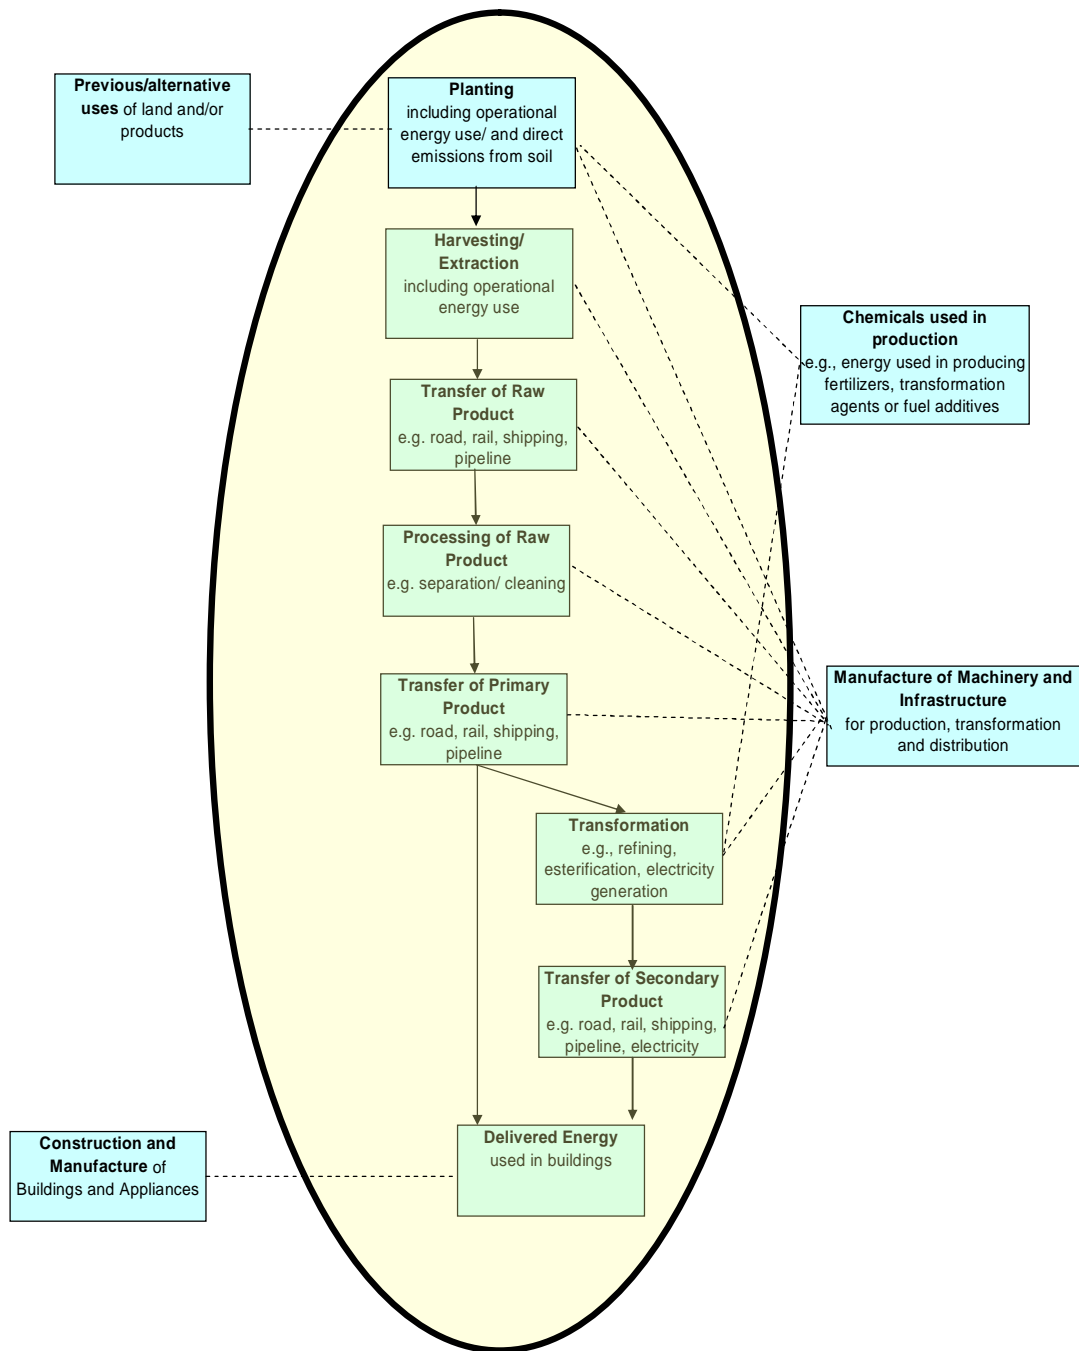 Previous/alternative
uses of land and/or
products
Planting
including operational
energy use/ and direct
emissions from soil
Harvesting/
Extraction
including operational
energy use
Chemicals used in
production
e.g., energy used in producing
fertilizers, transformation
agents or fuel additives
Transfer of Raw
Product
e.g. road, rail, shipping,
pipeline
Processing of Raw
Product
e.g. separation/ cleaning
Transfer of Primary
Product
e.g. road, rail, shipping,
pipeline
Manufacture of Machinery and
Infrastructure
for production, transformation
and distribution
Transformation
e.g., refining,
esterification, electricity
generation
Transfer of Secondary
Product
e.g. road, rail, shipping,
pipeline, electricity
Delivered Energy
used in buildings
Construction and
Manufacture of
Buildings and Appliances